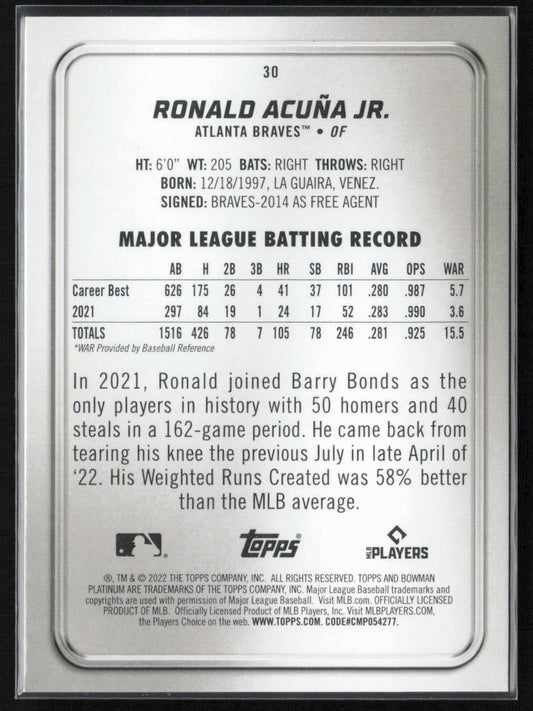 30
RONALD ACUÑA JR.
ATLANTA BRAVES™ • OF
HT: 6'0" WT: 205 BATS: RIGHT THROWS: RIGHT
BORN: 12/18/1997, LA GUAIRA, VENEZ.
SIGNED: BRAVES-2014 AS FREE AGENT
MAJOR LEAGUE BATTING RECORD
AB H 2B 3B HR SB RBI AVG OPS WAR
Career Best 626 175 26 4 41 37 101 .280 .987 5.7
2021 297 84 19 1 24 17 52 .283 .990 3.6
TOTALS 1516 426 78 7 105 78 246 .281 .925 15.5
*WAR Provided by Baseball Reference
In 2021, Ronald joined Barry Bonds as the
only players in history with 50 homers and 40
steals in a 162-game period. He came back from
tearing his knee the previous July in late April of
'22. His Weighted Runs Created was 58% better
than the MLB average.
TOPPS
MLB PLAYERS
®, TM & © 2022 THE TOPPS COMPANY, INC. ALL RIGHTS RESERVED. TOPPS AND BOWMAN
PLATINUM ARE TRADEMARKS OF THE TOPPS COMPANY, INC. Major League Baseball trademarks and
copyrights are used with permission of Major League Baseball. Visit MLB.com. OFFICIALLY LICENSED
PRODUCT OF MLB. Officially Licensed Product of MLB Players, Inc. Visit MLBPLAYERS.COM,
the Players Choice on the web. WWW.TOPPS.COM. CODE#CMP054277.